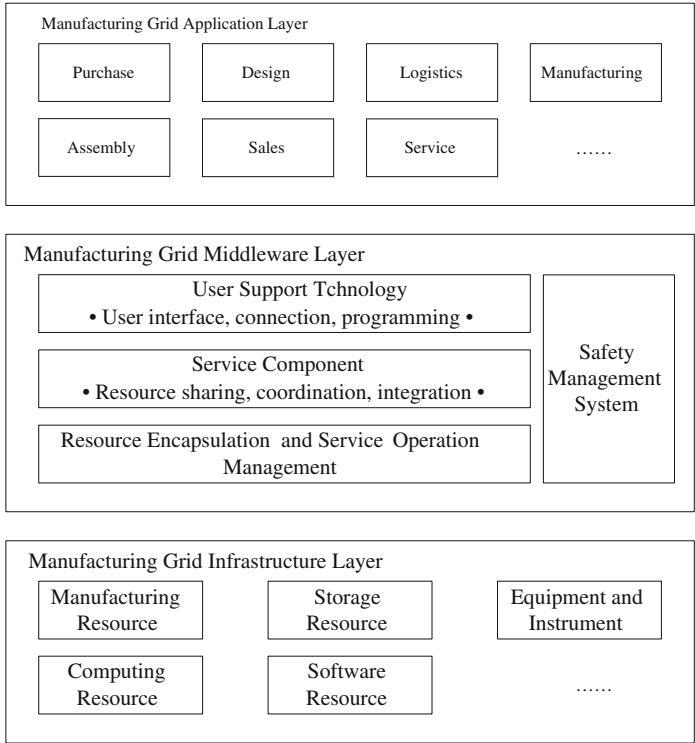 Manufacturing Grid Application Layer
Purchase
Design
Logistics
Manufacturing
Assembly
Sales
Service
……
Manufacturing Grid Middleware Layer
User Support Tchnology
• User interface, connection, programming •
Service Component
• Resource sharing, coordination, integration •
Resource Encapsulation and Service Operation
Management
Safety
Management
System
Manufacturing Grid Infrastructure Layer
Manufacturing
Resource
Storage
Resource
Equipment and
Instrument
Computing
Resource
Software
Resource
……